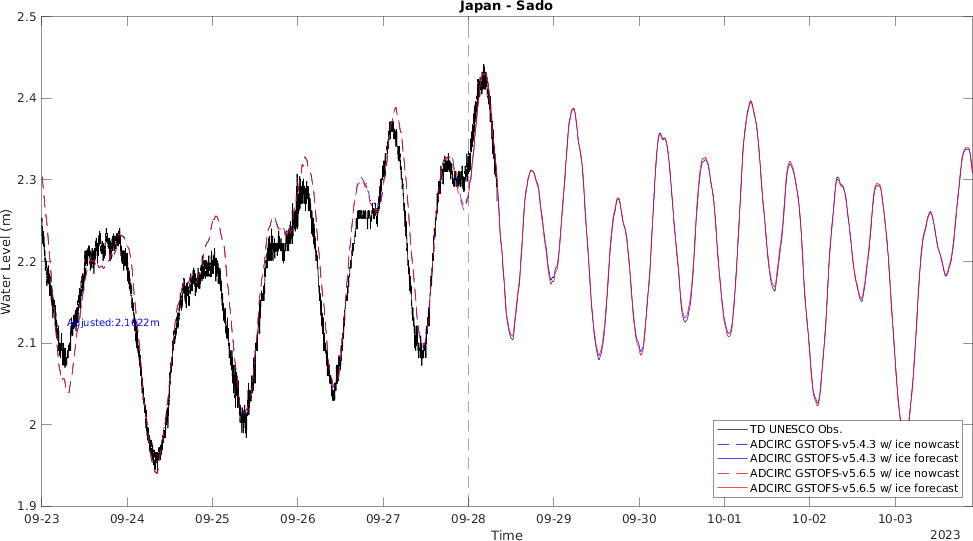 Japan - Sado
2.5
2.4
2.3
2.2
2.1
2
1.9
Water Level (m)
Adjusted:2.1622m
TD UNESCO Obs.
ADCIRC GSTOFS-v5.4.3 w/ ice nowcast
ADCIRC GSTOFS-v5.4.3 w/ ice forecast
ADCIRC GSTOFS-v5.6.5 w/ ice nowcast
ADCIRC GSTOFS-v5.6.5 w/ ice forecast
09-23 09-24 09-25 09-26 09-27 09-28 09-29 09-30 10-01 10-02 10-03
Time
2023